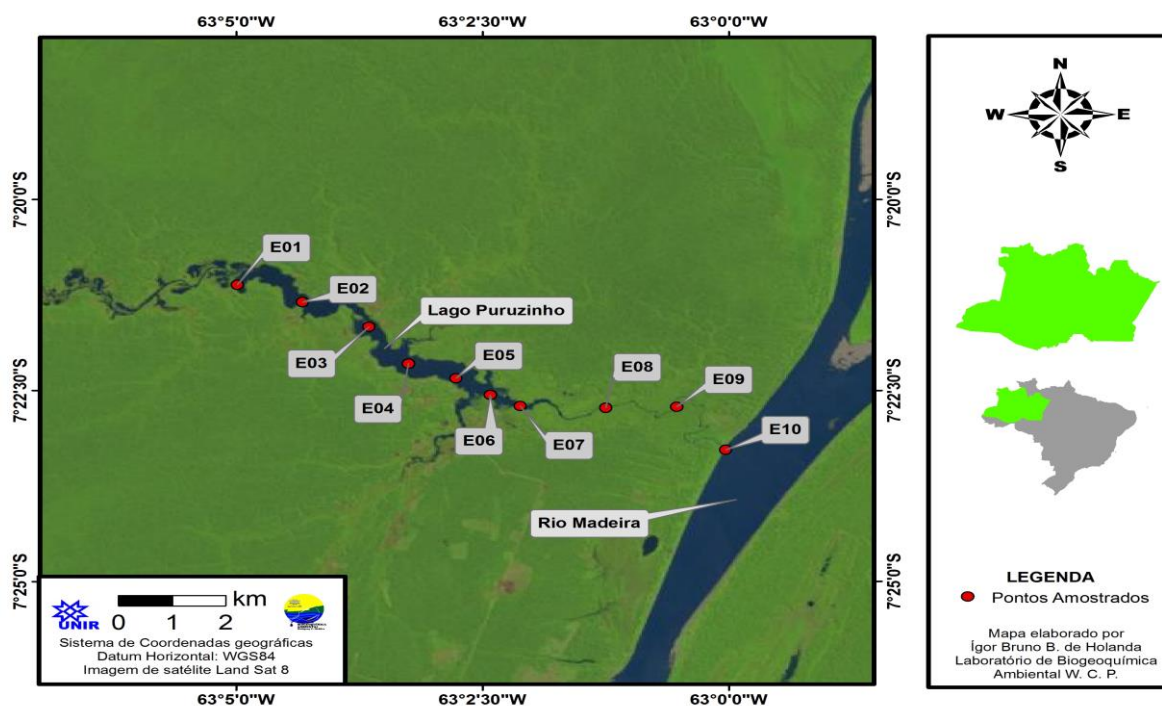 63°5'0"W 63°2'30"W 63°0'0"W
7°20'0"S
7°20'0"S
E01
E02
Lago Puruzinho
E03
E05
E08
E09
7°22'30"S
7°22'30"S
E04
E06
E07
E10
Rio Madeira
7°25'0"S
7°25'0"S
UNIR
0 1 2 km
Sistema de Coordenadas geográficas
Datum Horizontal: WGS84
Imagem de satélite Land Sat 8
63°5'0"W 63°2'30"W 63°0'0"W
N
W E
S
LEGENDA
Pontos Amostrados
Mapa elaborado por
Ígor Bruno B. de Holanda
Laboratório de Biogeoquímica
Ambiental W. C. P.